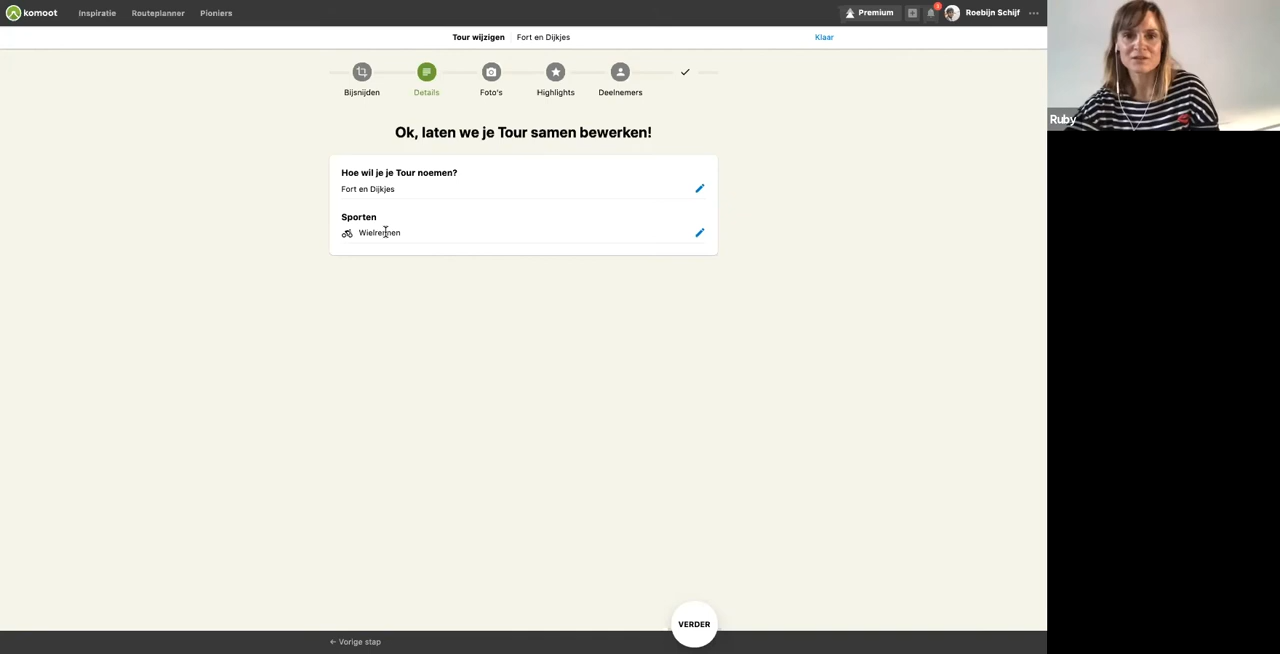 komoot
Inspiratie
Routeplanner
Pioniers
Premium
Roebijn Schijf
Tour wijzigen
Fort en Dijkjes
Klaar
Bijsnijden
Details
Foto's
Highlights
Deelnemers
Ok, laten we je Tour samen bewerken!
Hoe wil je je Tour noemen?
Fort en Dijkjes
Sporten
Wielrennen
VERDER
← Vorige stap
Ruby